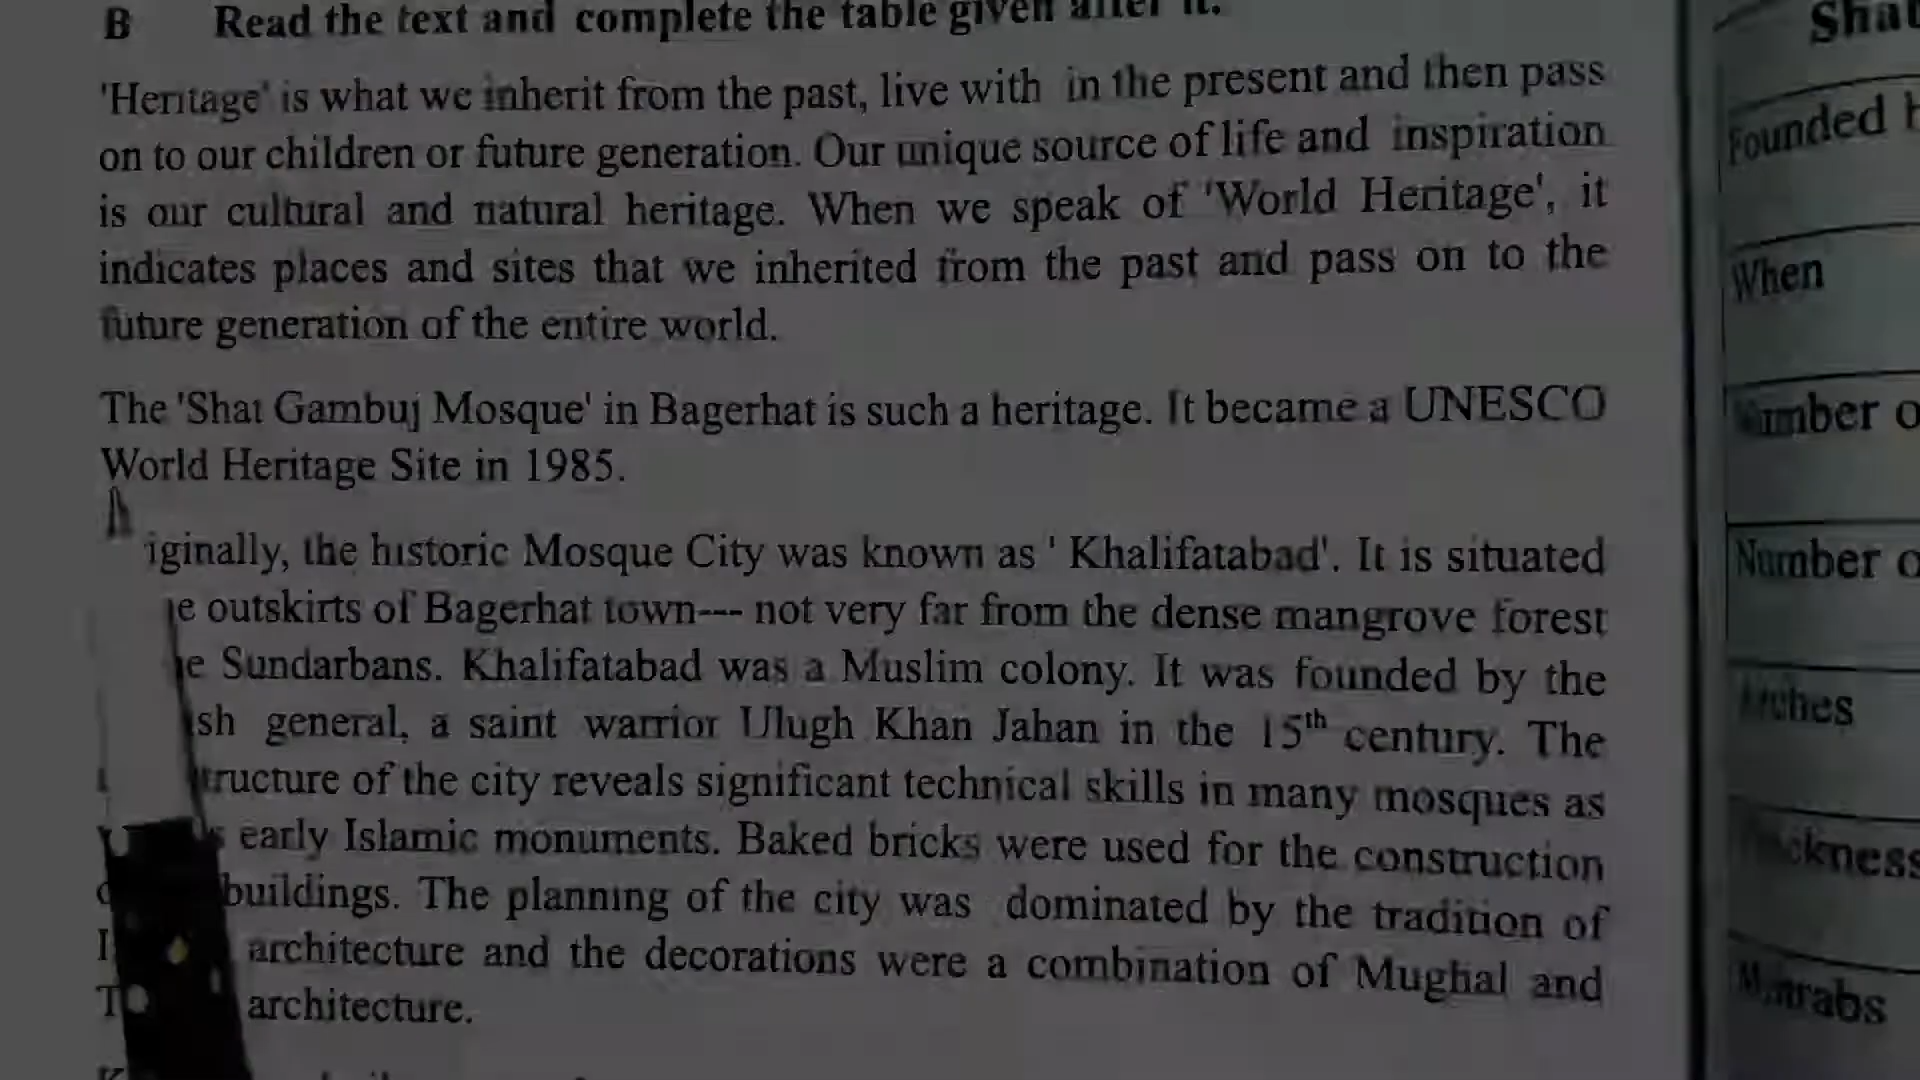 B Read the text and complete the table given after it.
'Heritage' is what we inherit from the past, live with in the present and then pass
on to our children or future generation. Our unique source of life and inspiration
is our cultural and natural heritage. When we speak of 'World Heritage', it
indicates places and sites that we inherited from the past and pass on to the
future generation of the entire world.
The 'Shat Gambuj Mosque' in Bagerhat is such a heritage. It became a UNESCO
World Heritage Site in 1985.
iginally, the historic Mosque City was known as ' Khalifatabad'. It is situated
e outskirts of Bagerhat town--- not very far from the dense mangrove forest
e Sundarbans. Khalifatabad was a Muslim colony. It was founded by the
sh general, a saint warrior Ulugh Khan Jahan in the 15th century. The
tructure of the city reveals significant technical skills in many mosques as
early Islamic monuments. Baked bricks were used for the construction
buildings. The planning of the city was dominated by the tradition of
architecture and the decorations were a combination of Mughal and
architecture.
Shat
Founded b
When
Number o
Number o
Arches
ickness